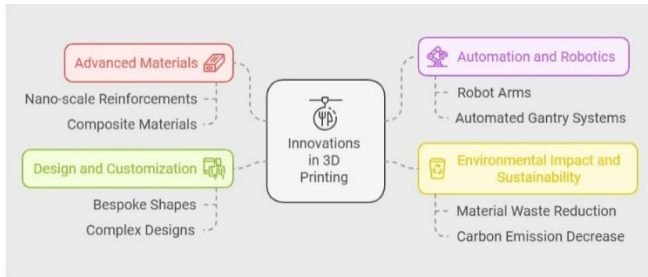 Advanced Materials
Nano-scale Reinforcements
Composite Materials
Design and Customization
Bespoke Shapes
Complex Designs
Innovations
in 3D
Printing
Automation and Robotics
Robot Arms
Automated Gantry Systems
Environmental Impact and
Sustainability
Material Waste Reduction
Carbon Emission Decrease